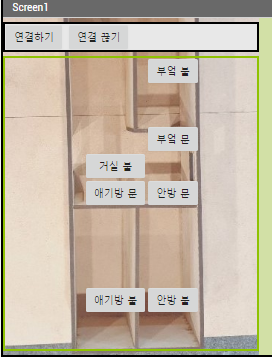 Screen1
연결하기 연결 끊기
부엌 불
부엌 문
거실 불
애기방 문 안방 문
애기방 불 안방 불